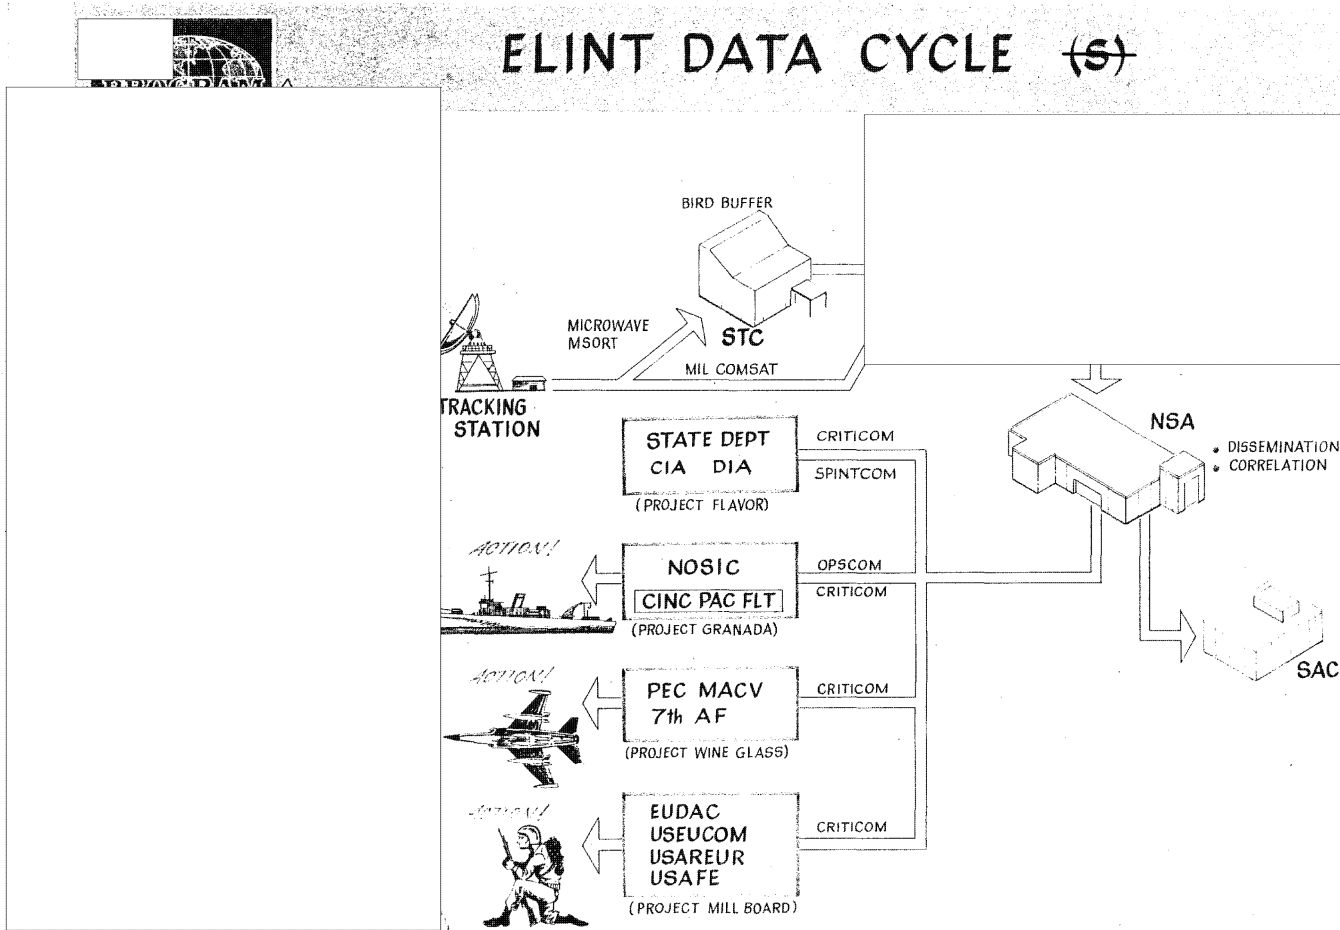 ELINT DATA CYCLE (S)
BIRD BUFFER
STC
MICROWAVE
MSORT
MIL COMSAT
TRACKING
STATION
NSA
• DISSEMINATION
• CORRELATION
SAC
STATE DEPT
CIA DIA
(PROJECT FLAVOR)
CRITICOM
SPINTCOM
ACTION!
NOSIC
CINC PAC FLT
(PROJECT GRANADA)
OPSCOM
CRITICOM
ACTION!
PEC MACV
7th AF
(PROJECT WINE GLASS)
CRITICOM
ACTION!
EUDAC
USEUCOM
USAREUR
USAFE
(PROJECT MILL BOARD)
CRITICOM